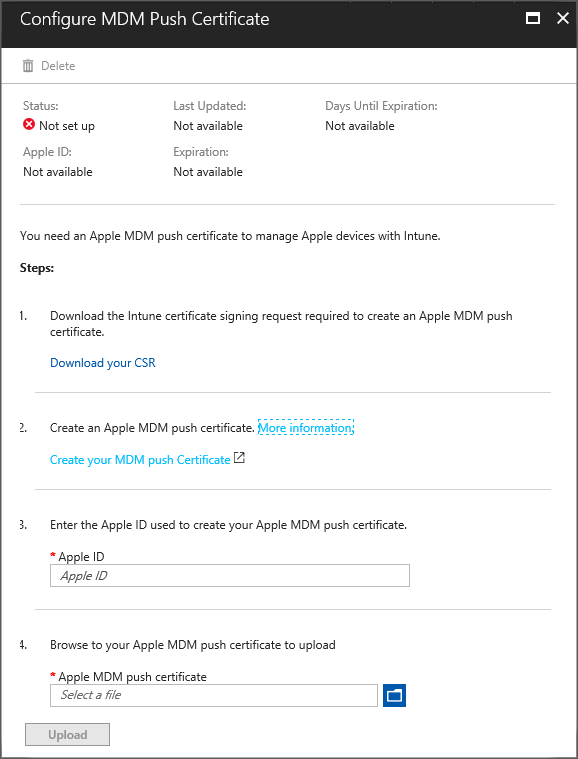 Configure MDM Push Certificate
Delete
Status:
Last Updated:
Days Until Expiration:
Not set up
Not available
Not available
Apple ID:
Expiration:
Not available
Not available
You need an Apple MDM push certificate to manage Apple devices with Intune.
Steps:
1. Download the Intune certificate signing request required to create an Apple MDM push
certificate.
Download your CSR
2. Create an Apple MDM push certificate. More information.
Create your MDM push Certificate
3. Enter the Apple ID used to create your Apple MDM push certificate.
* Apple ID
Apple ID
4. Browse to your Apple MDM push certificate to upload
* Apple MDM push certificate
Select a file
Upload